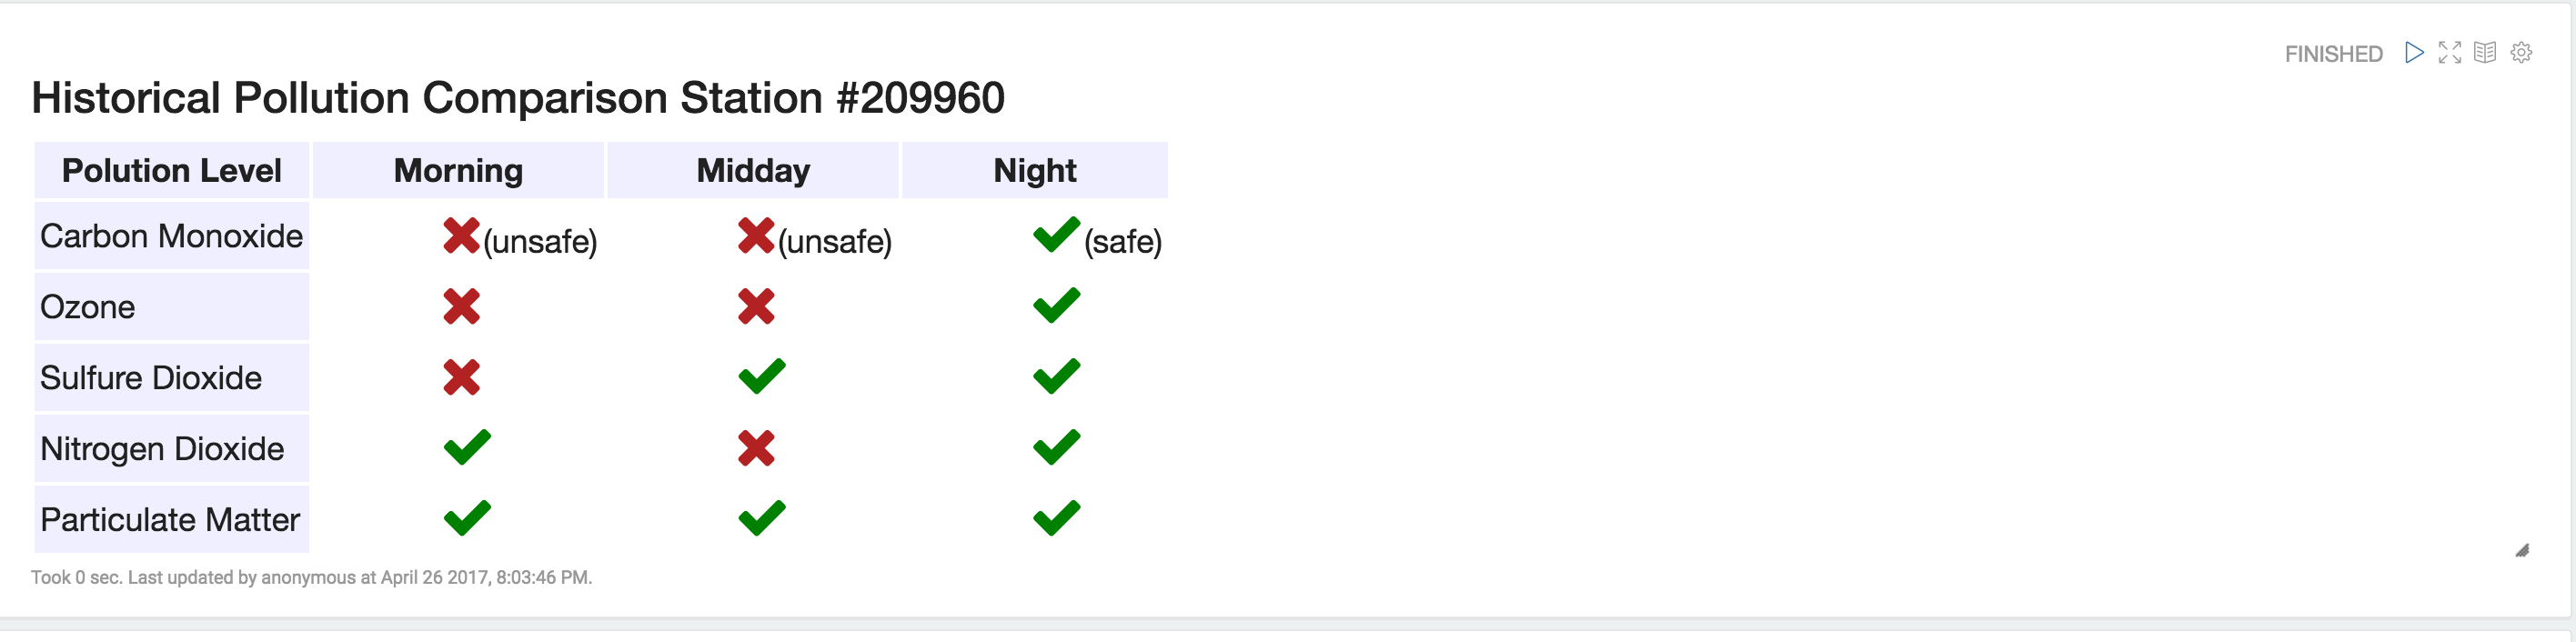 FINISHED
Historical Pollution Comparison Station #209960
Polution Level Morning Midday Night
Carbon Monoxide (unsafe) (unsafe) (safe)
Ozone
Sulfure Dioxide
Nitrogen Dioxide
Particulate Matter
Took 0 sec. Last updated by anonymous at April 26 2017, 8:03:46 PM.